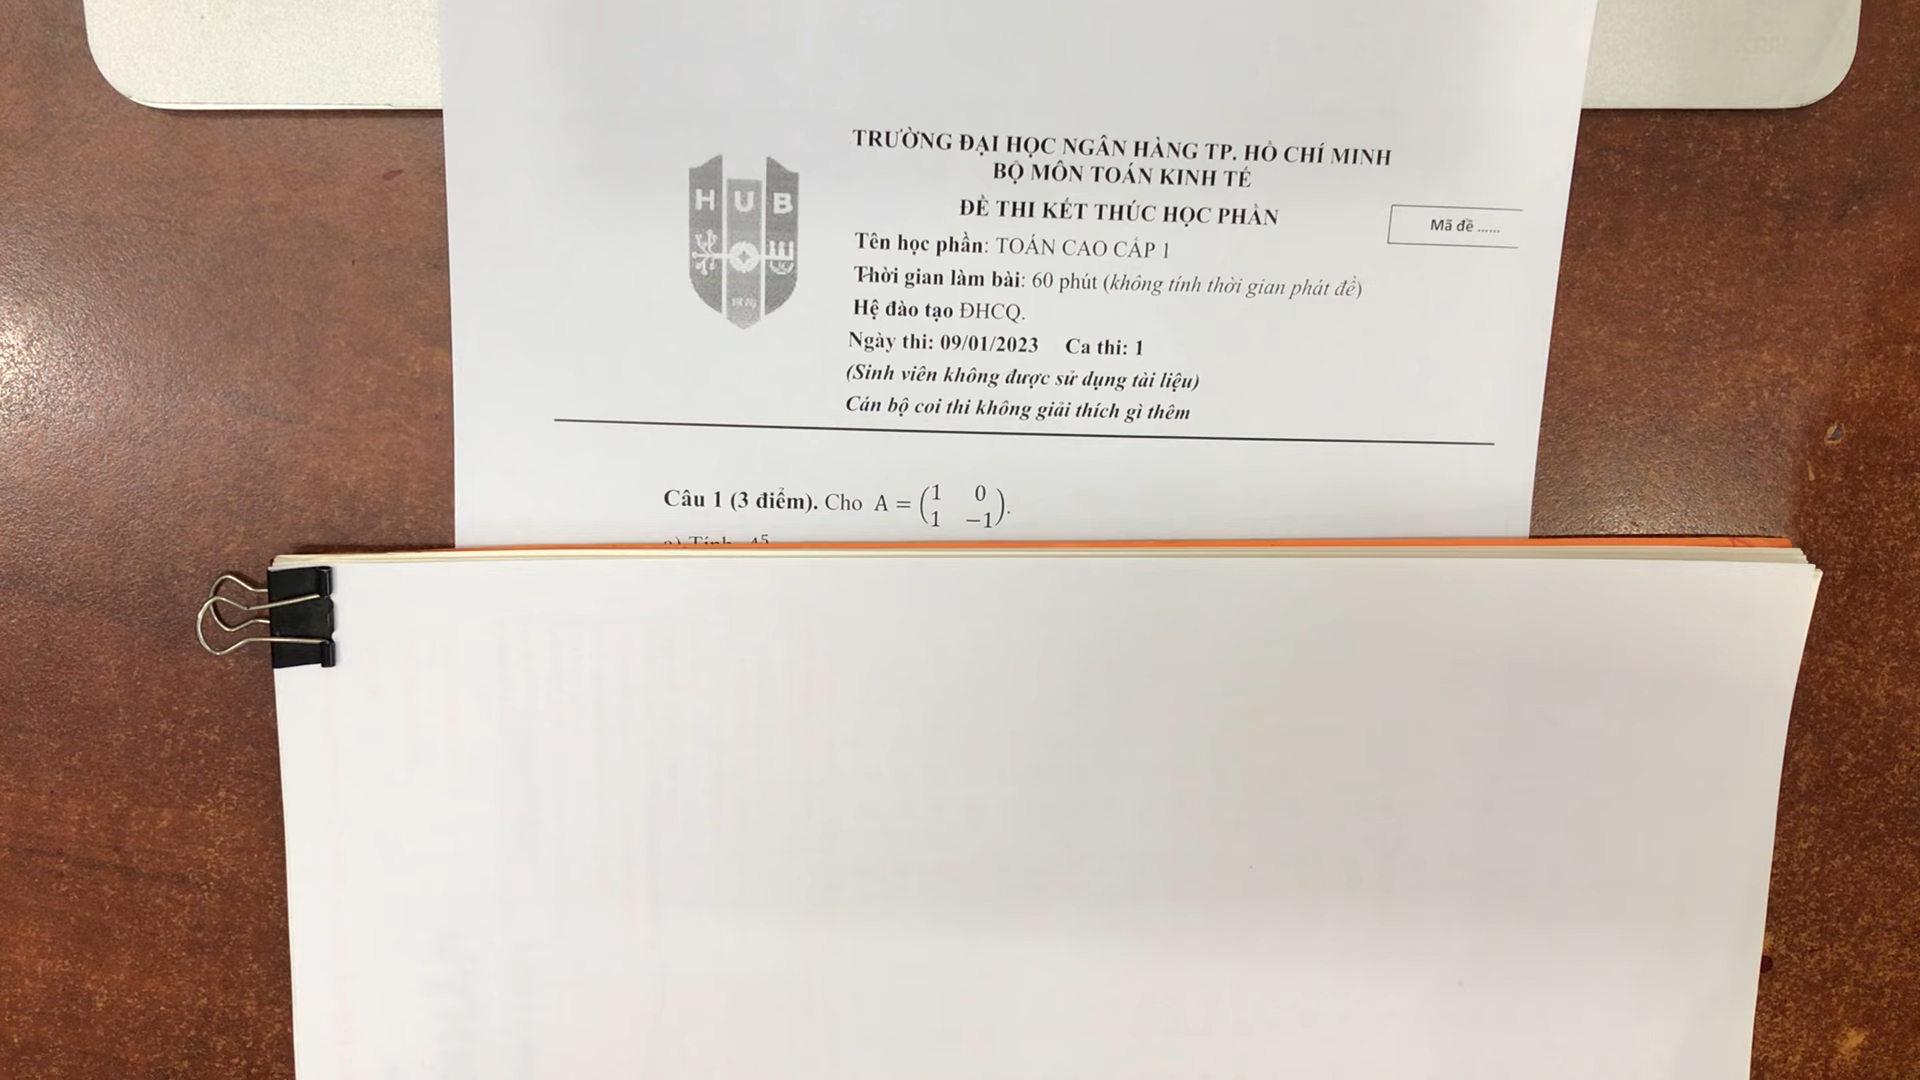 TRƯỜNG ĐẠI HỌC NGÂN HÀNG TP. HỒ CHÍ MINH
BỘ MÔN TOÁN KINH TẾ
ĐỀ THI KẾT THÚC HỌC PHẦN
Mã đề ......
HUB
Tên học phần: TOÁN CAO CẤP 1
Thời gian làm bài: 60 phút (không tính thời gian phát đề)
Hệ đào tạo ĐHCQ.
Ngày thi: 09/01/2023 Ca thi: 1
(Sinh viên không được sử dụng tài liệu)
Cán bộ coi thi không giải thích gì thêm
Câu 1 (3 điểm). Cho A = (1 0
1 −1).